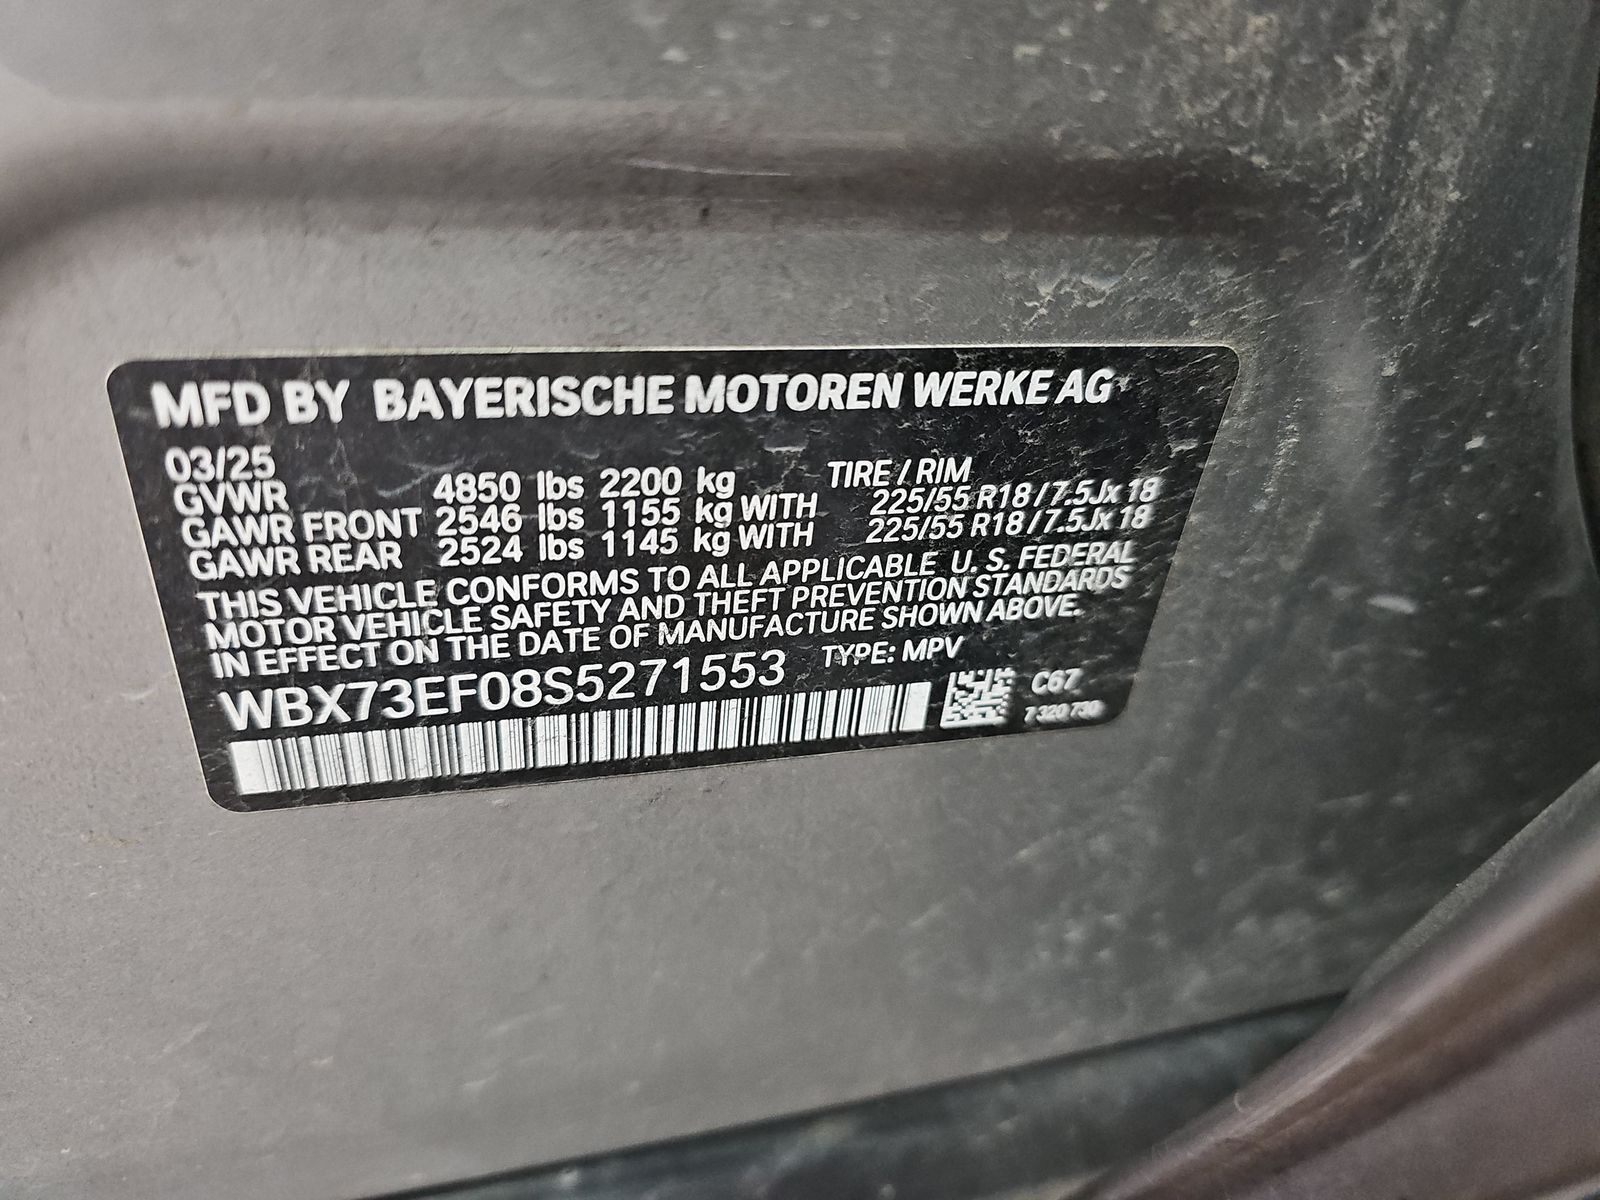 MFD BY BAYERISCHE MOTOREN WERKE AG
03/25
GVWR 4850 lbs 2200 kg TIRE / RIM
GAWR FRONT 2546 lbs 1155 kg WITH 225/55 R18 / 7.5Jx18
GAWR REAR 2524 lbs 1145 kg WITH 225/55 R18 / 7.5Jx18
THIS VEHICLE CONFORMS TO ALL APPLICABLE U. S. FEDERAL
MOTOR VEHICLE SAFETY AND THEFT PREVENTION STANDARDS
IN EFFECT ON THE DATE OF MANUFACTURE SHOWN ABOVE.
WBX73EF08S5271553 TYPE: MPV
C67
7 320 730